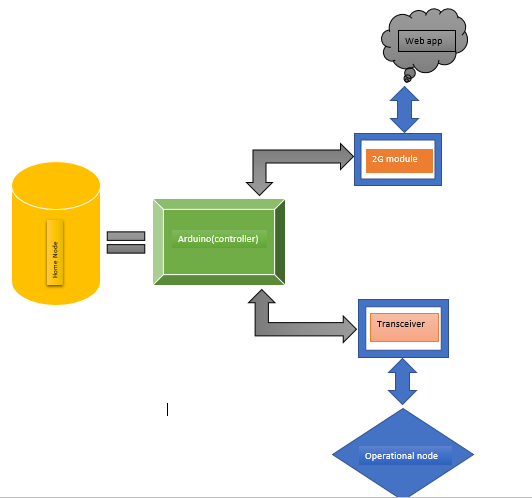 Web app
2G module
Home Node
Arduino(controller)
Transceiver
Operational node